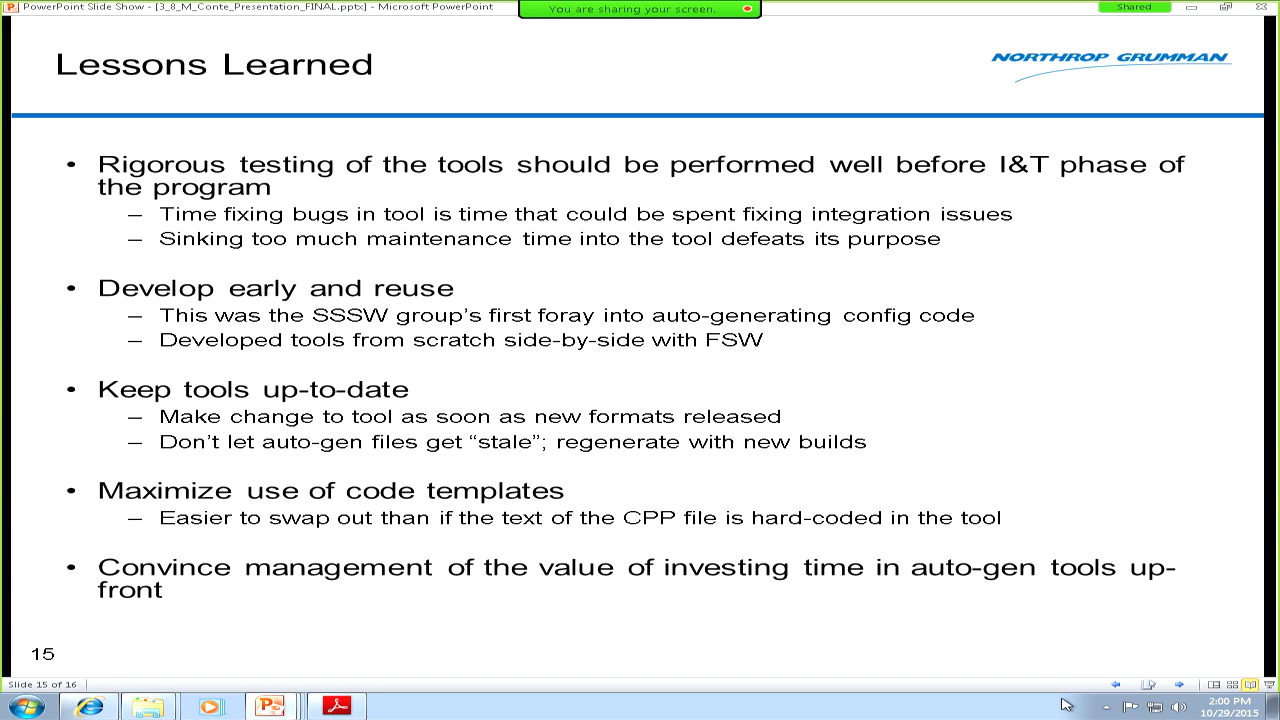 PowerPoint Slide Show - [3_8_M_Conte_Presentation_FINAL.pptx] - Microsoft PowerPoint
You are sharing your screen.
Shared
Lessons Learned
NORTHROP GRUMMAN
• Rigorous testing of the tools should be performed well before I&T phase of
the program
– Time fixing bugs in tool is time that could be spent fixing integration issues
– Sinking too much maintenance time into the tool defeats its purpose
• Develop early and reuse
– This was the SSSW group's first foray into auto-generating config code
– Developed tools from scratch side-by-side with FSW
• Keep tools up-to-date
– Make change to tool as soon as new formats released
– Don't let auto-gen files get “stale”; regenerate with new builds
• Maximize use of code templates
– Easier to swap out than if the text of the CPP file is hard-coded in the tool
• Convince management of the value of investing time in auto-gen tools up-
front
15
Slide 15 of 16
2:00 PM
10/29/2015